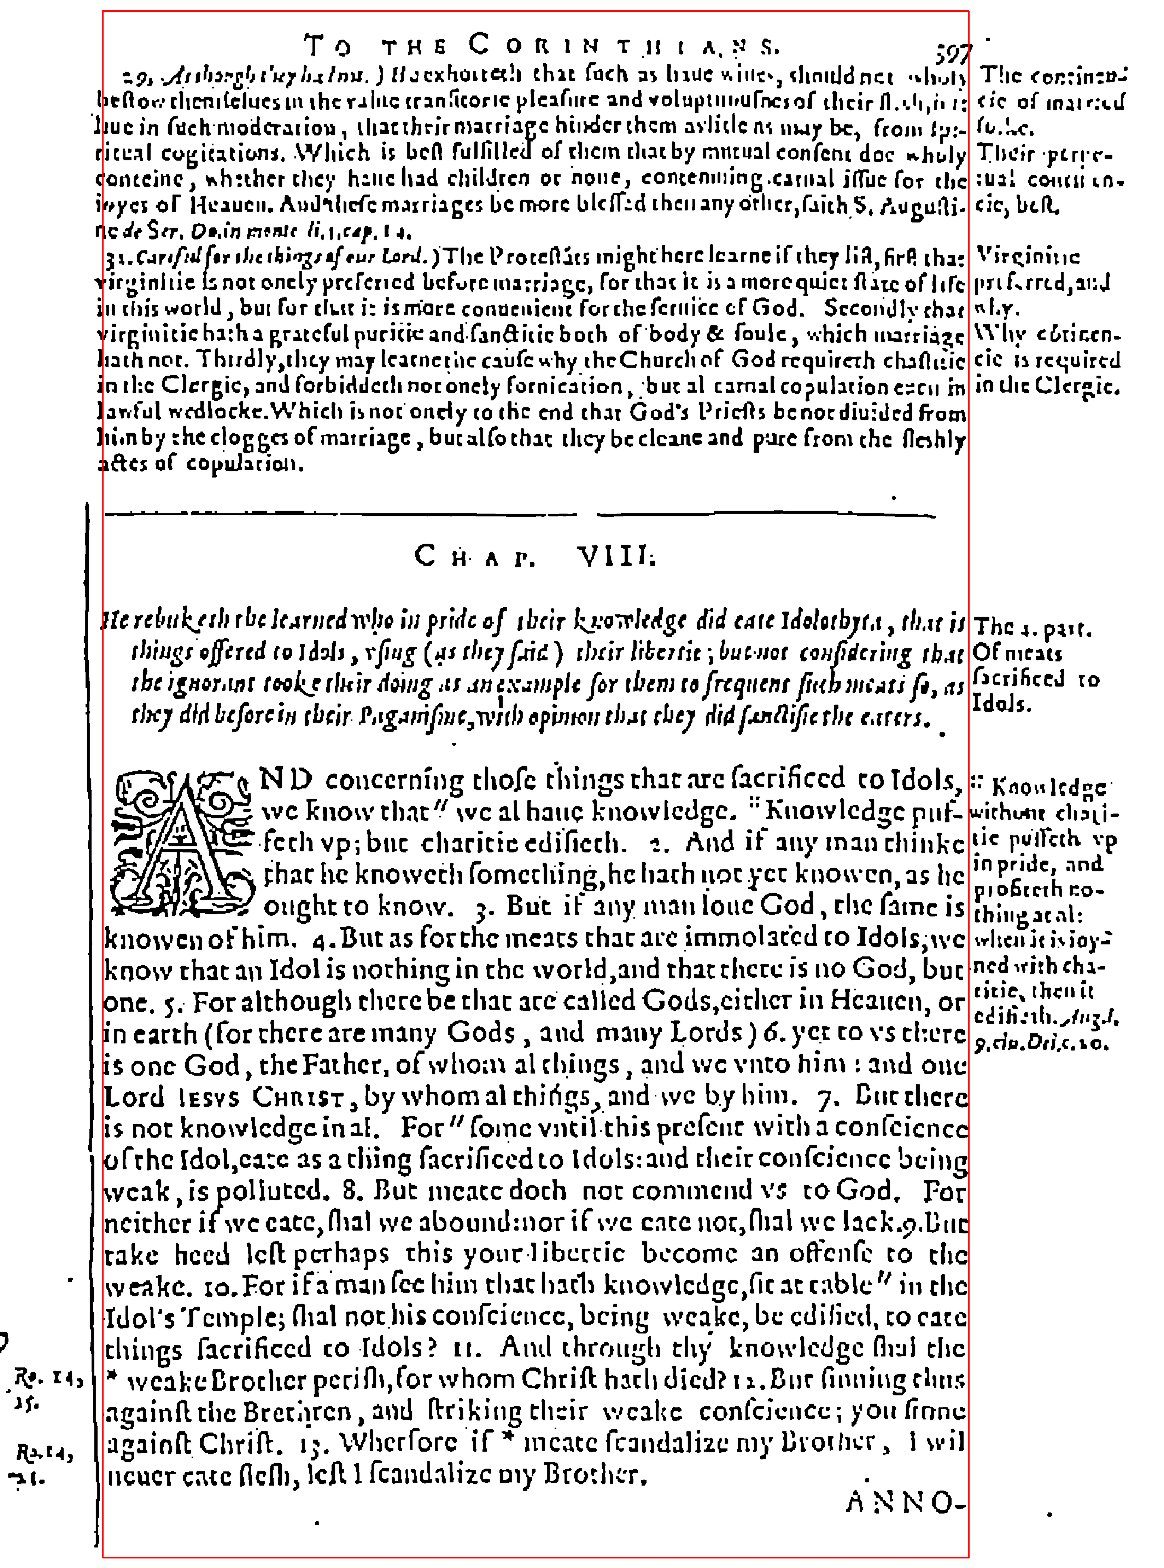 TO THE CORINTHIANS. 597
29. As though they had not.) He exhorteth that such as haue wiues, should not wholy
bestow themselues in the vaine transitorie pleasure and voluptuousnes of their flesh, but
liue in such moderation, that their marriage hinder them as litle as may be, from spi-
ritual cogitations. Which is best fulfilled of them that by mutual consent doe wholy
conteine, whether they haue had children or none, contemning carnal issue for the
ioyes of Heauen. And these marriages be more blessed then any other, saith S. Augusti-
ne de Ser. Do. in monte li. 1. cap. 14.
32. Careful for the things of our Lord.) The Protestãts might here learne if they list, first that
virginitie is not onely preferred before marriage, for that it is a more quiet state of life
in this world, but for that it is more conuenient for the seruice of God. Secondly that
virginitie hath a grateful puritie and sanctitie both of body & soule, which marriage
hath not. Thirdly, they may learne the cause why the Church of God requireth chastitie
in the Clergie, and forbiddeth not onely fornication, but al carnal copulation euen in
lawful wedlocke. Which is not onely to the end that God's Priests be not diuided from
him by the clogges of marriage, but also that they be cleane and pure from the fleshly
actes of copulation.
The continen-
cie of married
folke.
Their perpe-
tual contin en-
cie, best.
Virginitie
preferred, and
why.
Why cõtinen-
cie is required
in the Clergie.
CHAP. VIII.
He rebuketh the learned who in pride of their knowledge did eate Idolothyta, that is
things offered to Idols, vsing (as they said) their libertie; but not considering that
the ignorant tooke their doing as an example for them to frequent such meats so, as
they did before in their Paganisme, with opinion that they did sanctifie the eaters.
The 4. part.
Of meats
sacrificed to
Idols.
AND concerning those things that are sacrificed to Idols,
we know that" we al haue knowledge. :: Knowledge puf-
feth vp; but charitie edifieth. 2. And if any man thinke
that he knoweth something, he hath not yet knowen, as he
ought to know. 3. But if any man loue God, the same is
knowen of him. 4. But as for the meats that are immolated to Idols, we
know that an Idol is nothing in the world, and that there is no God, but
one. 5. For although there be that are called Gods, either in Heauen, or
in earth (for there are many Gods, and many Lords) 6. yet to vs there
is one God, the Father, of whom al things, and we vnto him: and one
Lord IESVS CHRIST, by whom al things, and we by him. 7. But there
is not knowledge in al. For" some vntil this present with a conscience
of the Idol, eate as a thing sacrificed to Idols: and their conscience being
weak, is polluted. 8. But meate doth not commend vs to God. For
neither if we eate, shal we abound: nor if we eate not, shal we lack. 9. But
take heed lest perhaps this your libertie become an offense to the
weake. 10. For if a man see him that hath knowledge, sit at table" in the
Idol's Temple; shal not his conscience, being weake, be edified, to eate
things sacrificed to Idols? 11. And through thy knowledge shal the
* weake Brother perish, for whom Christ hath died? 12. But sinning thus
against the Brethren, and striking their weake conscience; you sinne
against Christ. 13. Wherfore if * meate scandalize my Brother, I wil
neuer eate flesh, lest I scandalize my Brother.
:: Knowledge
without chari-
tie puffeth vp
in pride, and
profiteth no-
thing at al:
when it is ioy-
ned with cha-
ritie, then it
edifieth. Aug. l.
9. ciu. Dei, c. 20.
Ro. 14,
15.
Ro. 14,
21.
ANNO-